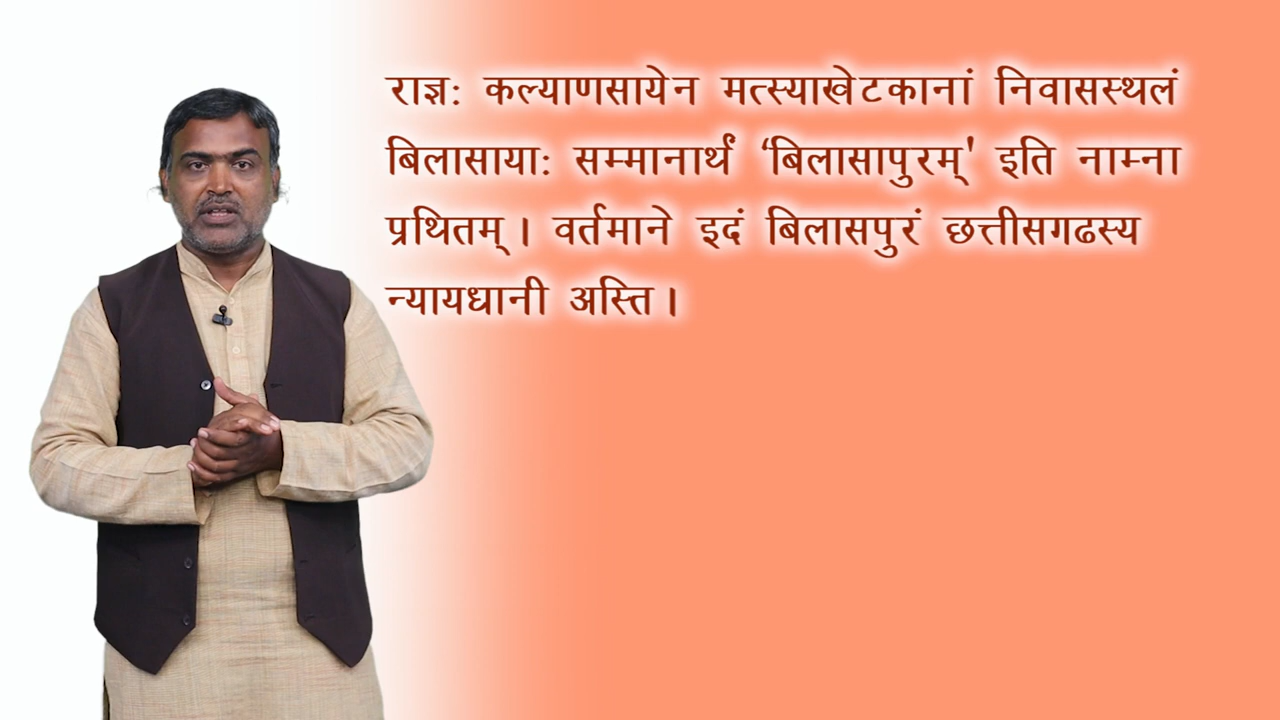 राज्ञः कल्याणसायेन मत्स्याखेटकानां निवासस्थलं
बिलासायाः सम्मानार्थं ‘बिलासापुरम्' इति नाम्ना
प्रथितम्। वर्तमाने इदं बिलासपुरं छत्तीसगढस्य
न्यायधानी अस्ति।